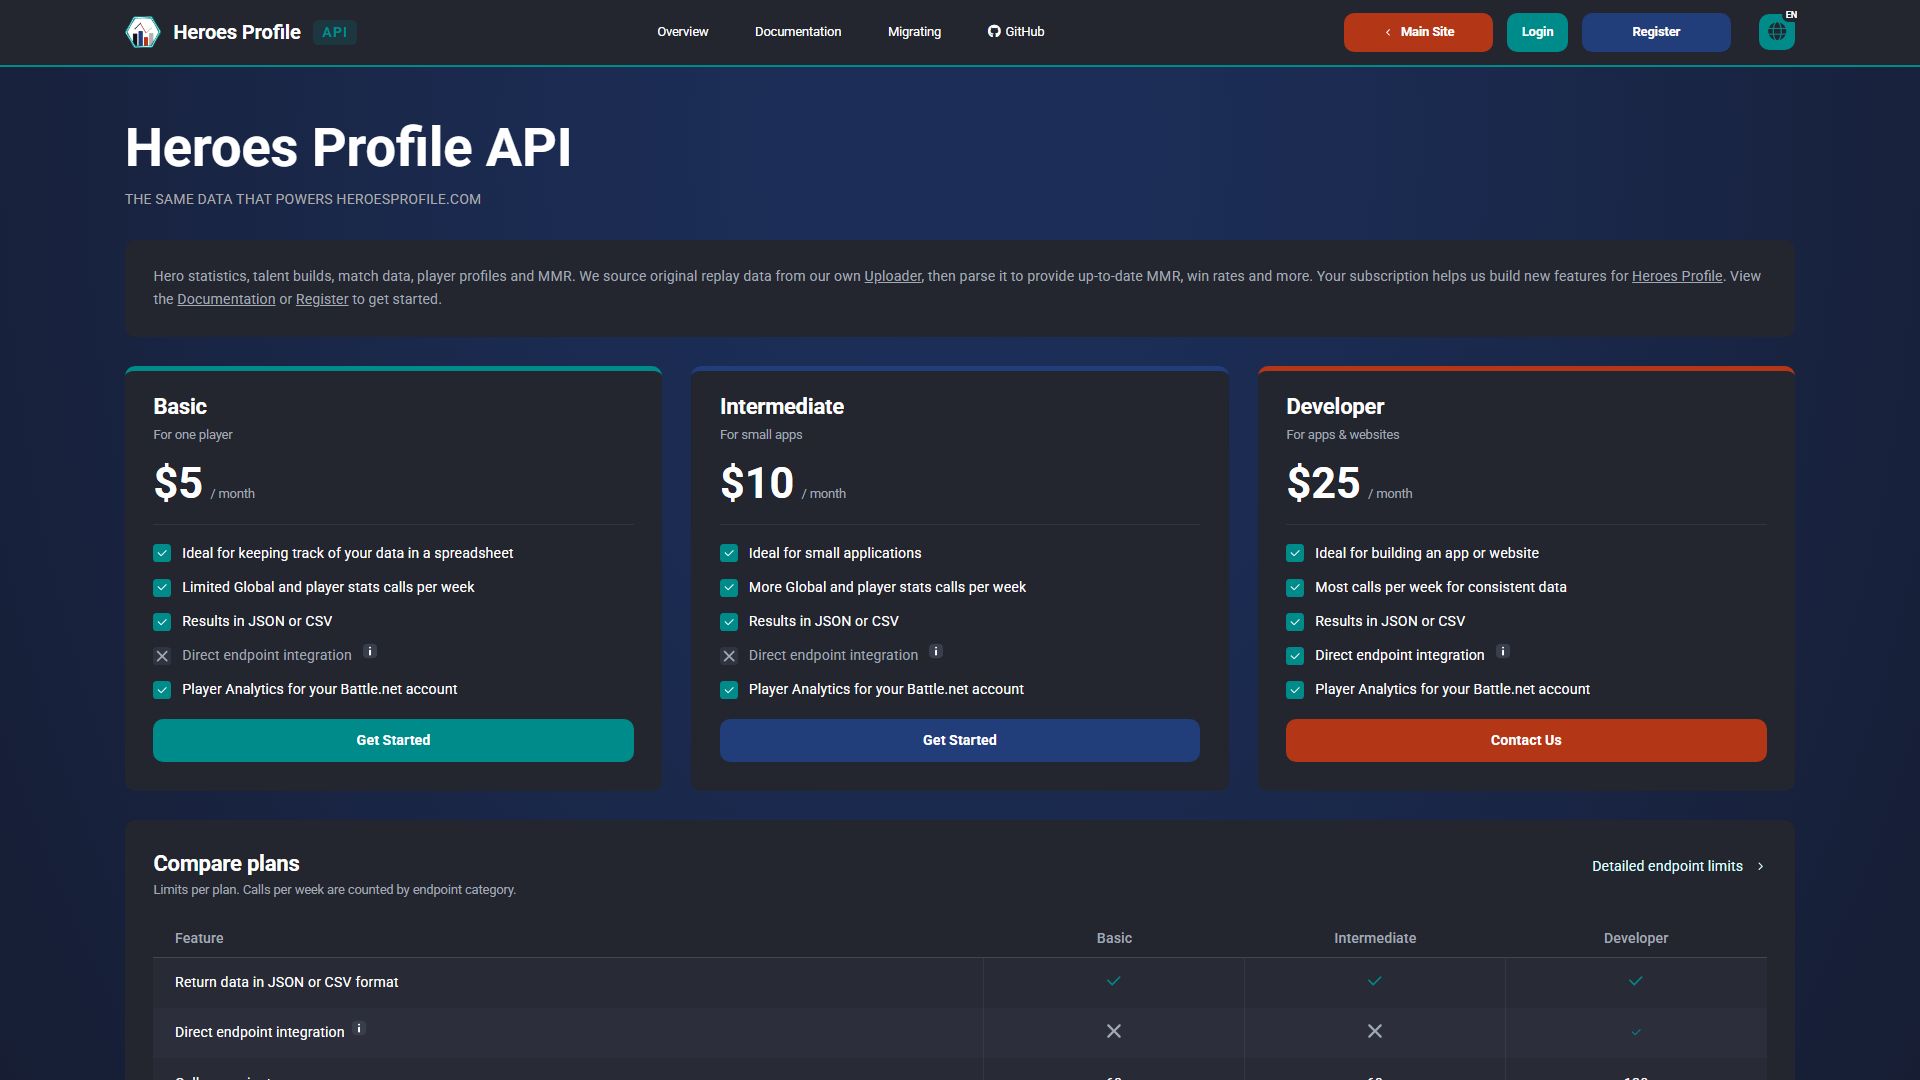 Heroes Profile API
Overview
Documentation
Migrating
GitHub
Main Site
Login
Register
EN
Heroes Profile API
THE SAME DATA THAT POWERS HEROESPROFILE.COM
Hero statistics, talent builds, match data, player profiles and MMR. We source original replay data from our own Uploader, then parse it to provide up-to-date MMR, win rates and more. Your subscription helps us build new features for Heroes Profile. View
the Documentation or Register to get started.
Basic
For one player
$5 / month
Ideal for keeping track of your data in a spreadsheet
Limited Global and player stats calls per week
Results in JSON or CSV
Direct endpoint integration i
Player Analytics for your Battle.net account
Get Started
Intermediate
For small apps
$10 / month
Ideal for small applications
More Global and player stats calls per week
Results in JSON or CSV
Direct endpoint integration i
Player Analytics for your Battle.net account
Get Started
Developer
For apps & websites
$25 / month
Ideal for building an app or website
Most calls per week for consistent data
Results in JSON or CSV
Direct endpoint integration i
Player Analytics for your Battle.net account
Contact Us
Compare plans
Limits per plan. Calls per week are counted by endpoint category.
Detailed endpoint limits
Feature Basic Intermediate Developer
Return data in JSON or CSV format
Direct endpoint integration i